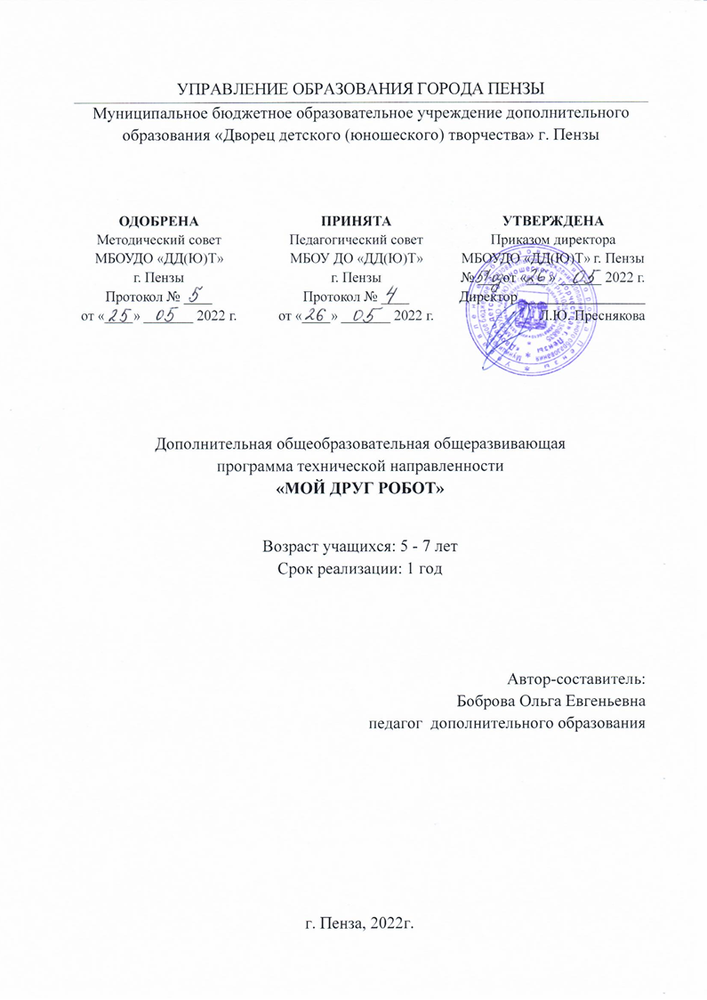 УПРАВЛЕНИЕ ОБРАЗОВАНИЯ ГОРОДА ПЕНЗЫ
Муниципальное бюджетное образовательное учреждение дополнительного
образования «Дворец детского (юношеского) творчества» г. Пензы
ОДОБРЕНА
Методический совет
МБОУДО «ДД(Ю)Т»
г. Пензы
Протокол № 5
от «25» 05 2022 г.
ПРИНЯТА
Педагогический совет
МБОУ ДО «ДД(Ю)Т»
г. Пензы
Протокол № 4
от «26» 05 2022 г.
УТВЕРЖДЕНА
Приказом директора
МБОУДО «ДД(Ю)Т» г. Пензы
№ от «26» 05 2022 г.
Директор
Л.Ю. Преснякова
Дополнительная общеобразовательная общеразвивающая
программа технической направленности
«МОЙ ДРУГ РОБОТ»
Возраст учащихся: 5 - 7 лет
Срок реализации: 1 год
Автор-составитель:
Боброва Ольга Евгеньевна
педагог дополнительного образования
г. Пенза, 2022г.